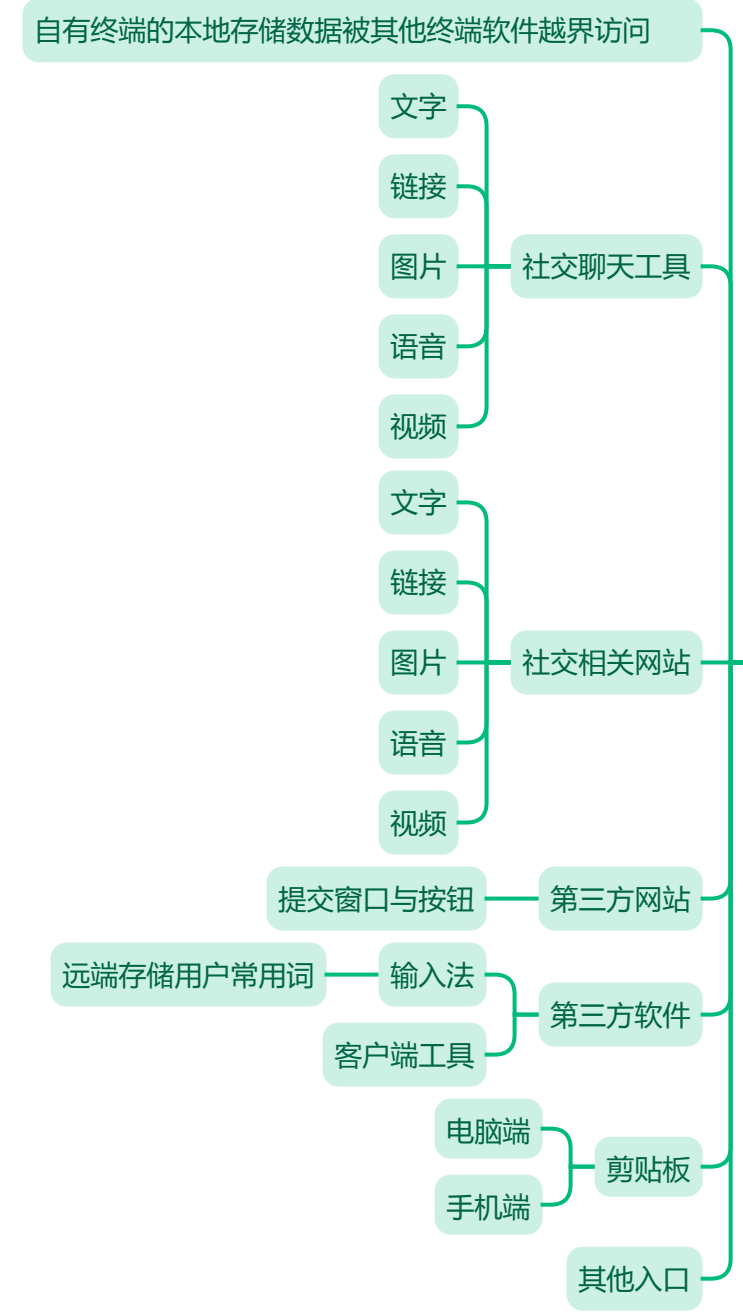 自有终端的本地存储数据被其他终端软件越界访问
文字
链接
图片
社交聊天工具
语音
视频
文字
链接
图片
社交相关网站
语音
视频
提交窗口与按钮
第三方网站
远端存储用户常用词
输入法
第三方软件
客户端工具
电脑端
剪贴板
手机端
其他入口